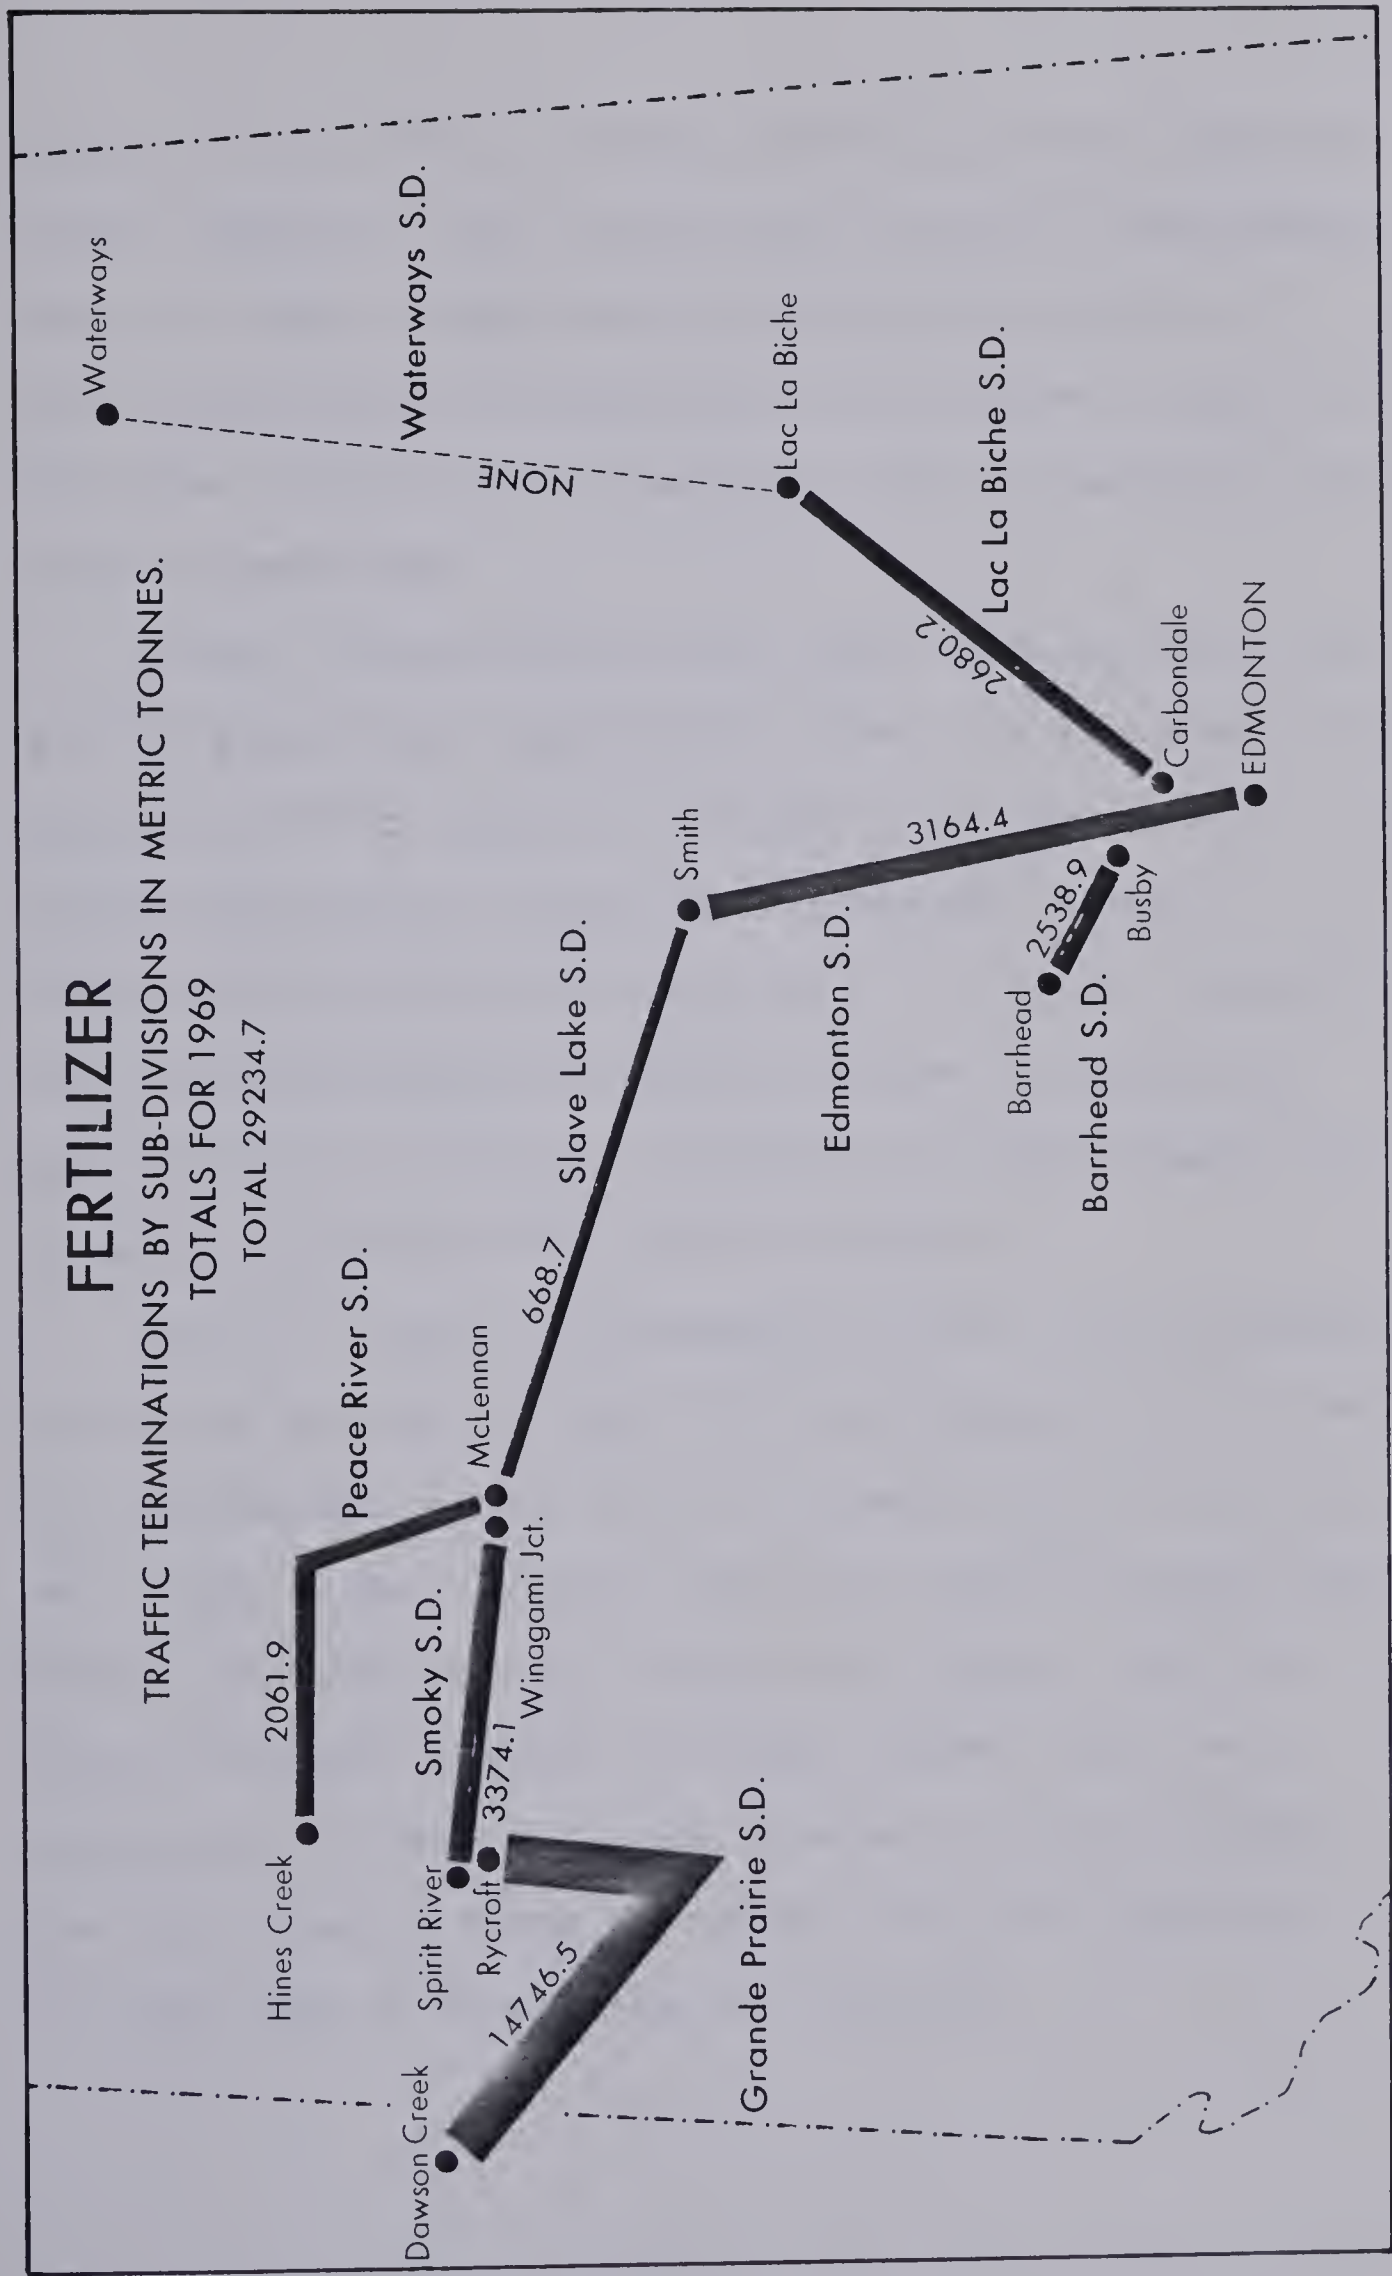 FERTILIZER
TRAFFIC TERMINATIONS BY SUB-DIVISIONS IN METRIC TONNES.
TOTALS FOR 1969
TOTAL 29234.7
Waterways
Waterways S.D.
NONE
Hines Creek
2061.9
Peace River S.D.
Dawson Creek
Spirit River
Smoky S.D.
McLennan
Rycroft
3374.1
Winagami Jct.
14746.5
668.7
Slave Lake S.D.
Smith
Lac La Biche
Grande Prairie S.D.
Edmonton S.D.
3164.4
2680.2
Lac La Biche S.D.
Barrhead
2538.9
Barrhead S.D.
Busby
Carbondale
EDMONTON